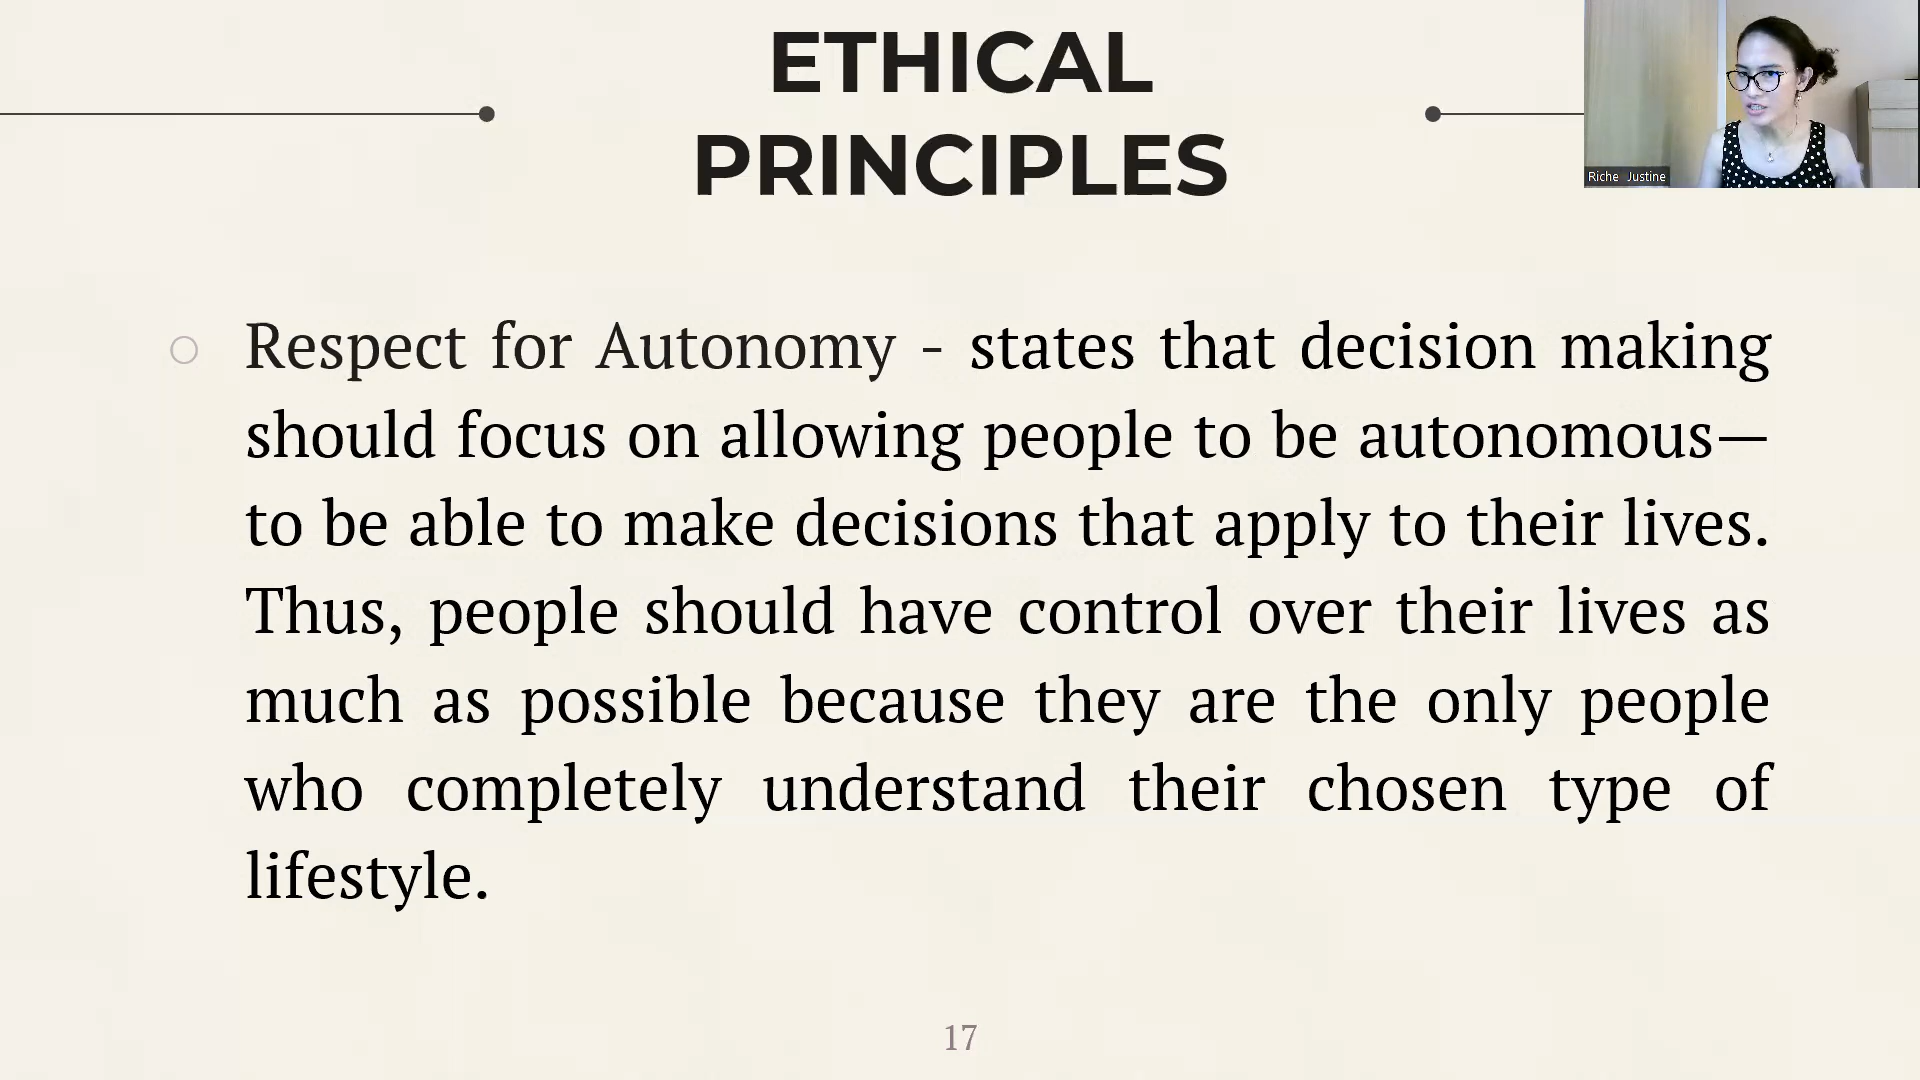 ETHICAL
PRINCIPLES
Riche Justine
Respect for Autonomy - states that decision making
should focus on allowing people to be autonomous—
to be able to make decisions that apply to their lives.
Thus, people should have control over their lives as
much as possible because they are the only people
who completely understand their chosen type of
lifestyle.
17